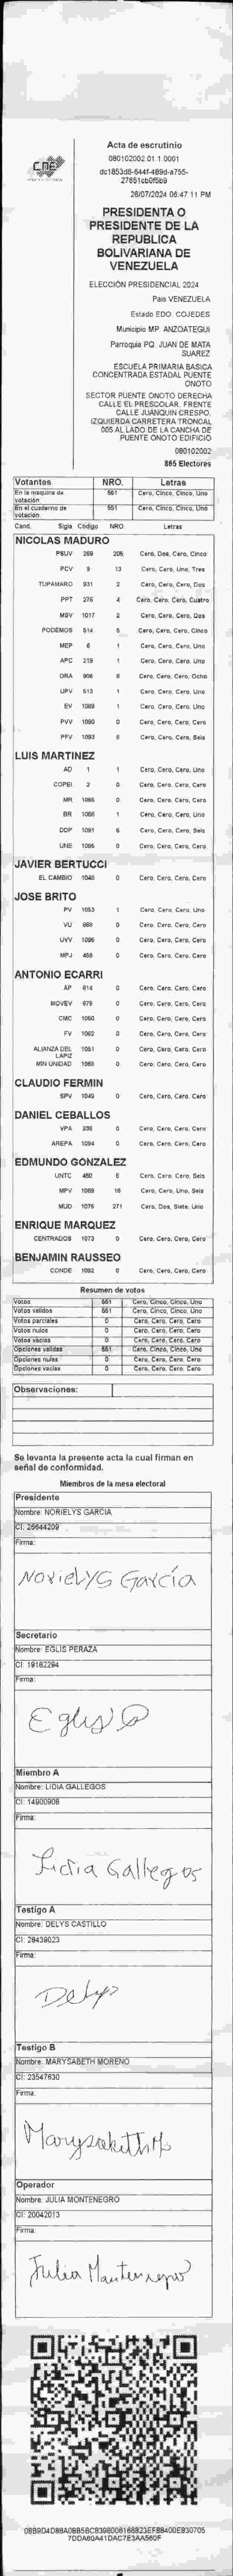 CNE
Acta de escrutinio
080102002.01.1.0001
dc1853d6-644f-489d-a755-
27651cb0f5b9
28/07/2024 06:47:11 PM
PRESIDENTA O
PRESIDENTE DE LA
REPUBLICA
BOLIVARIANA DE
VENEZUELA
ELECCIÓN PRESIDENCIAL 2024
Pais VENEZUELA
Estado EDO. COJEDES
Municipio MP. ANZOATEGUI
Parroquia PQ. JUAN DE MATA
SUAREZ
ESCUELA PRIMARIA BASICA
CONCENTRADA ESTADAL PUENTE
ONOTO
SECTOR PUENTE ONOTO DERECHA
CALLE EL PRESCOLAR. FRENTE
CALLE JUANQUIN CRESPO.
IZQUIERDA CARRETERA TRONCAL
005 AL LADO DE LA CANCHA DE
PUENTE ONOTO EDIFICIO
080102002
865 Electores
Votantes NRO. Letras
En la máquina de votación 551 Cero, Cinco, Cinco, Uno
En el cuaderno de votación 551 Cero, Cinco, Cinco, Uno
Cand. Sigla Código NRO Letras
NICOLAS MADURO
PSUV 269 205 Cero, Dos, Cero, Cinco
PCV 9 13 Cero, Cero, Uno, Tres
TUPAMARO 931 2 Cero, Cero, Cero, Dos
PPT 276 4 Cero, Cero, Cero, Cuatro
MSV 1017 2 Cero, Cero, Cero, Dos
PODEMOS 514 5 Cero, Cero, Cero, Cinco
MEP 6 1 Cero, Cero, Cero, Uno
APC 219 1 Cero, Cero, Cero, Uno
ORA 906 8 Cero, Cero, Cero, Ocho
UPV 513 1 Cero, Cero, Cero, Uno
EV 1089 1 Cero, Cero, Cero, Uno
PVV 1090 0 Cero, Cero, Cero, Cero
PFV 1093 6 Cero, Cero, Cero, Seis
LUIS MARTINEZ
AD 1 1 Cero, Cero, Cero, Uno
COPEI 2 0 Cero, Cero, Cero, Cero
MR 1066 0 Cero, Cero, Cero, Cero
BR 1006 1 Cero, Cero, Cero, Uno
DDP 1091 6 Cero, Cero, Cero, Seis
UNE 1095 0 Cero, Cero, Cero, Cero
JAVIER BERTUCCI
EL CAMBIO 1048 0 Cero, Cero, Cero, Cero
JOSE BRITO
PV 1053 1 Cero, Cero, Cero, Uno
VU 968 0 Cero, Cero, Cero, Cero
UVV 1096 0 Cero, Cero, Cero, Cero
MPJ 458 0 Cero, Cero, Cero, Cero
ANTONIO ECARRI
AP 814 0 Cero, Cero, Cero, Cero
MOVEV 979 0 Cero, Cero, Cero, Cero
CMC 1050 0 Cero, Cero, Cero, Cero
FV 1062 0 Cero, Cero, Cero, Cero
ALIANZA DEL LAPIZ 1051 0 Cero, Cero, Cero, Cero
MIN UNIDAD 1060 0 Cero, Cero, Cero, Cero
CLAUDIO FERMIN
SPV 1049 0 Cero, Cero, Cero, Cero
DANIEL CEBALLOS
VPA 236 0 Cero, Cero, Cero, Cero
AREPA 1094 0 Cero, Cero, Cero, Cero
EDMUNDO GONZALEZ
UNTC 460 6 Cero, Cero, Cero, Seis
MPV 1069 16 Cero, Cero, Uno, Seis
MUD 1076 271 Cero, Dos, Siete, Uno
ENRIQUE MARQUEZ
CENTRADOS 1073 0 Cero, Cero, Cero, Cero
BENJAMIN RAUSSEO
CONDE 1092 0 Cero, Cero, Cero, Cero
Resumen de votos
Votos 551 Cero, Cinco, Cinco, Uno
Votos validos 551 Cero, Cinco, Cinco, Uno
Votos parciales 0 Cero, Cero, Cero, Cero
Votos nulos 0 Cero, Cero, Cero, Cero
Votos vacios 0 Cero, Cero, Cero, Cero
Opciones validas 551 Cero, Cinco, Cinco, Uno
Opciones nulas 0 Cero, Cero, Cero, Cero
Opciones vacias 0 Cero, Cero, Cero, Cero
Observaciones:
Se levanta la presente acta la cual firman en
señal de conformidad.
Miembros de la mesa electoral
Presidente
Nombre: NORIELYS GARCIA
CI: 26644209
Firma:
Norielys García
Secretario
Nombre: EGLIS PERAZA
CI: 19182294
Firma:
Eglis
Miembro A
Nombre: LIDIA GALLEGOS
CI: 14900908
Firma:
Lidia Gallegos
Testigo A
Nombre: DELYS CASTILLO
CI: 28439023
Firma:
Delys
Testigo B
Nombre: MARYSABETH MORENO
CI: 23547630
Firma:
Marysabeth M
Operador
Nombre: JULIA MONTENEGRO
CI: 20042013
Firma:
Julia Montenegro